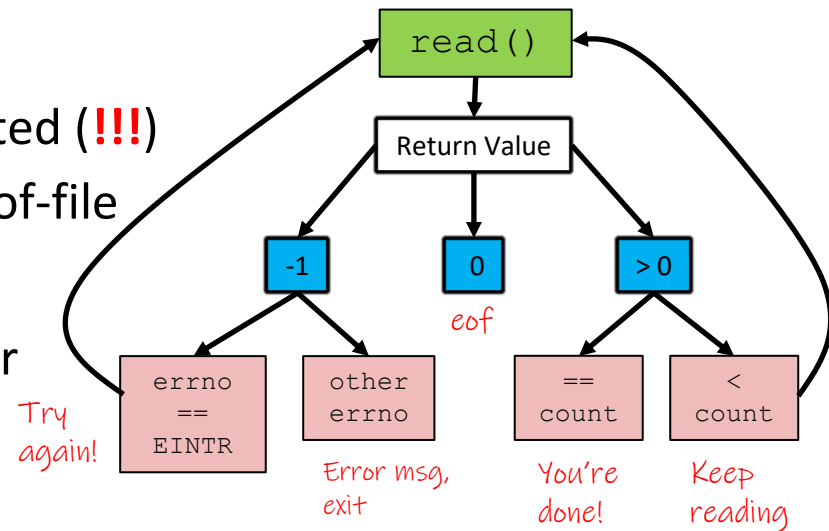 read()
ted (!!!)
Return Value
of-file
-1
0
> 0
eof
r
errno
==
EINTR
other
errno
==
count
<
count
Try
again!
Error msg,
exit
You're
done!
Keep
reading